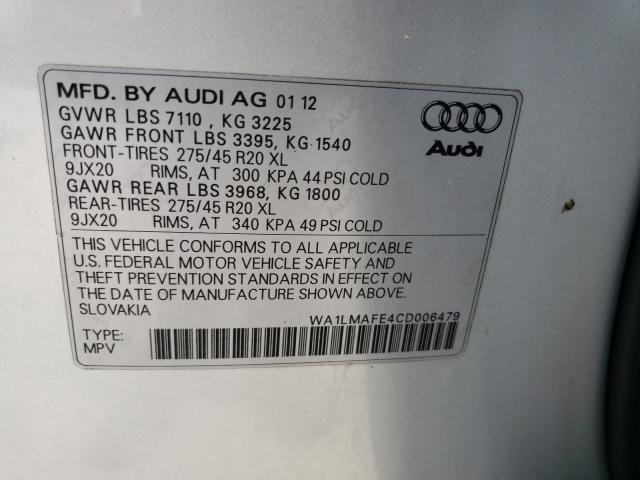 MFD. BY AUDI AG 01 12
GVWR LBS 7110 , KG 3225
GAWR FRONT LBS 3395, KG 1540
FRONT-TIRES 275/45 R20 XL
9JX20 RIMS, AT 300 KPA 44 PSI COLD
GAWR REAR LBS 3968, KG 1800
REAR-TIRES 275/45 R20 XL
9JX20 RIMS, AT 340 KPA 49 PSI COLD
Audi
THIS VEHICLE CONFORMS TO ALL APPLICABLE
U.S. FEDERAL MOTOR VEHICLE SAFETY AND
THEFT PREVENTION STANDARDS IN EFFECT ON
THE DATE OF MANUFACTURE SHOWN ABOVE.
SLOVAKIA
WA1LMAFE4CD006479
TYPE:
MPV